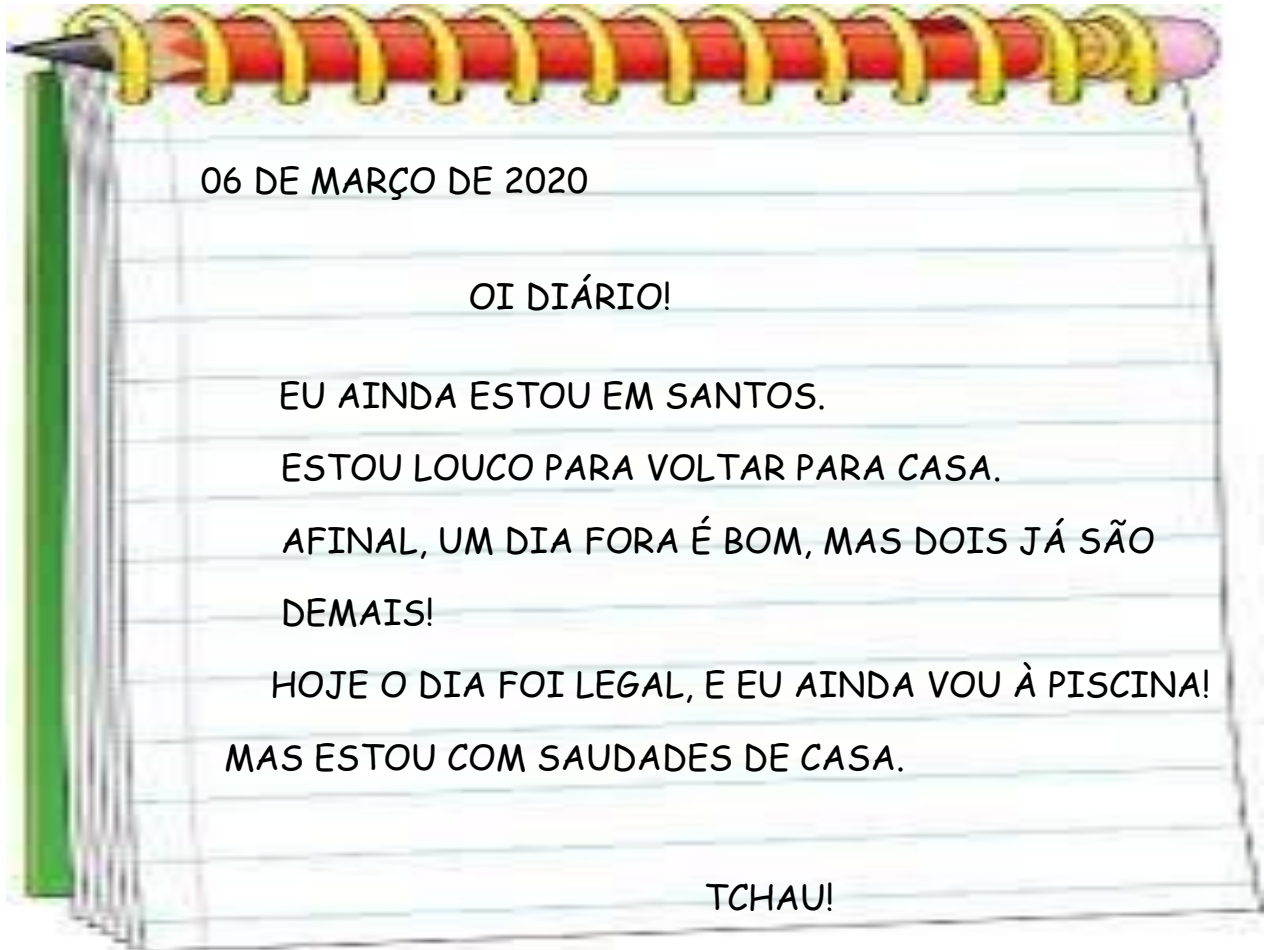 06 DE MARÇO DE 2020
OI DIÁRIO!
EU AINDA ESTOU EM SANTOS.
ESTOU LOUCO PARA VOLTAR PARA CASA.
AFINAL, UM DIA FORA É BOM, MAS DOIS JÁ SÃO
DEMAIS!
HOJE O DIA FOI LEGAL, E EU AINDA VOU À PISCINA!
MAS ESTOU COM SAUDADES DE CASA.
TCHAU!